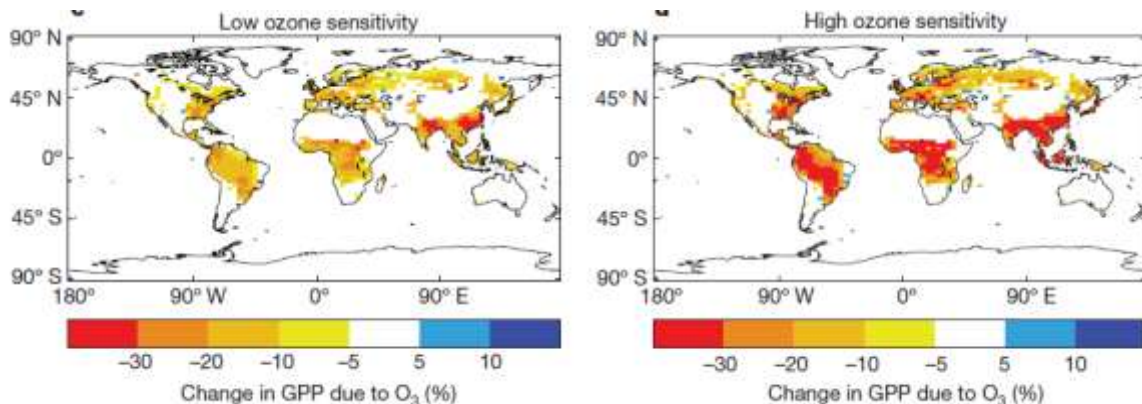 Low ozone sensitivity
90° N
45° N
0°
45° S
90° S
180° 90° W 0° 90° E
–30 –20 –10 –5 5 10
Change in GPP due to O₃ (%)
High ozone sensitivity
90° N
45° N
0°
45° S
90° S
180° 90° W 0° 90° E
–30 –20 –10 –5 5 10
Change in GPP due to O₃ (%)